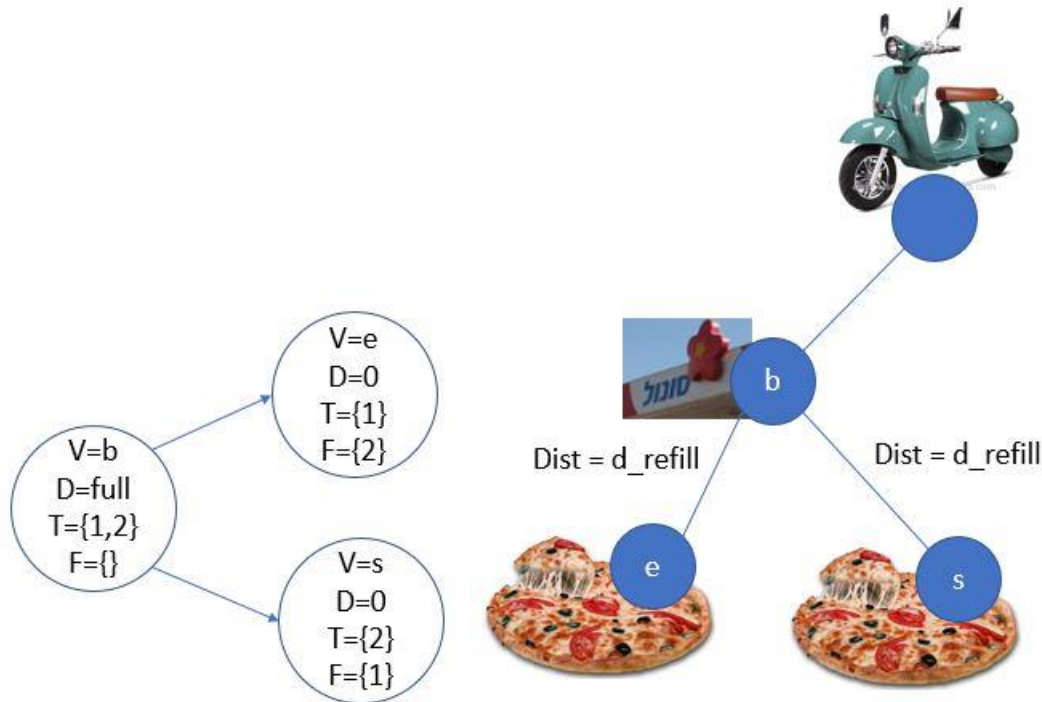 V=e
D=0
T={1}
F={2}
V=b
D=full
T={1,2}
F={}
V=s
D=0
T={2}
F={1}
סונול
b
Dist = d_refill
Dist = d_refill
e
s